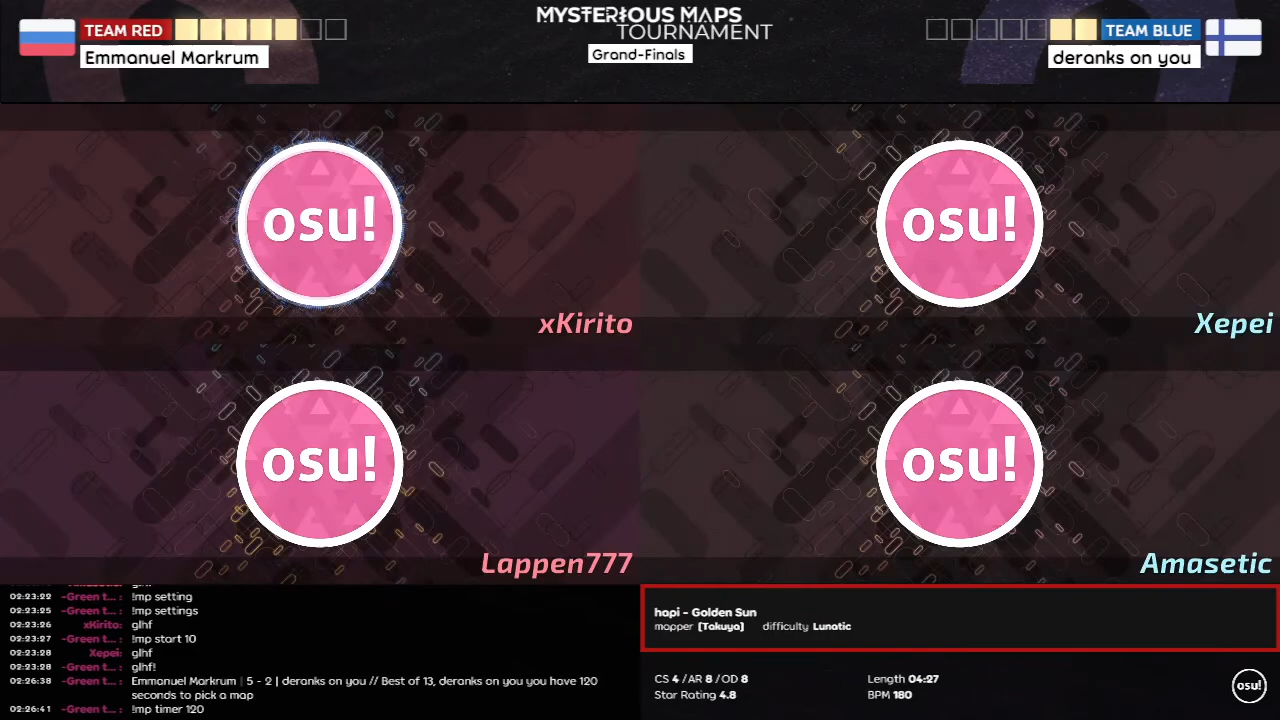 TEAM RED
Emmanuel Markrum
MYSTERIOUS MAPS
TOURNAMENT
Grand-Finals
TEAM BLUE
deranks on you
osu!
xKirito
osu!
Xepei
osu!
Lappen777
osu!
Amasetic
02:23:22 -Green t... : !mp setting
02:23:25 -Green t... : !mp settings
02:23:26 xKirito: glhf
02:23:27 -Green t... : !mp start 10
02:23:28 Xepei: glhf
02:23:28 -Green t... : glhf!
02:26:38 -Green t... : Emmanuel Markrum | 5 - 2 | deranks on you // Best of 13, deranks on you you have 120
seconds to pick a map
02:26:41 -Green t... : !mp timer 120
hapi - Golden Sun
mapper [Takuya] difficulty Lunatic
CS 4 / AR 8 / OD 8 Length 04:27
Star Rating 4.8 BPM 180
osu!